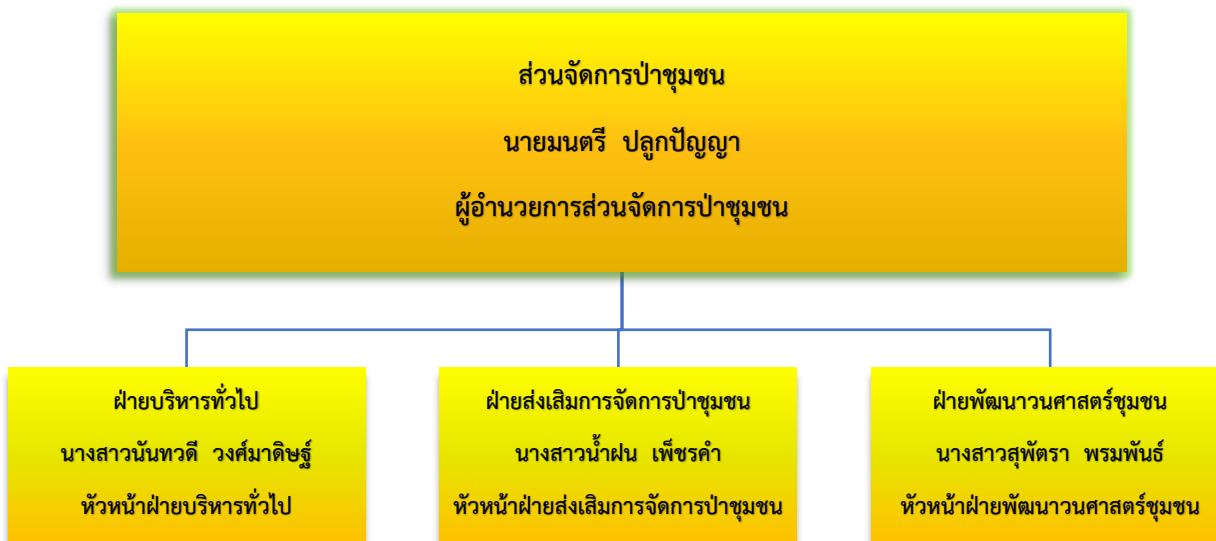 ส่วนจัดการป่าชุมชน
นายมนตรี ปลูกปัญญา
ผู้อำนวยการส่วนจัดการป่าชุมชน
ฝ่ายบริหารทั่วไป
นางสาวนันทวดี วงศ์มาดิษฐ์
หัวหน้าฝ่ายบริหารทั่วไป
ฝ่ายส่งเสิมการจัดการป่าชุมชน
นางสาวน้ำฝน เพ็ชรคำ
หัวหน้าฝ่ายส่งเสิมการจัดการป่าชุมชน
ฝ่ายพัฒนาวนศาสตร์ชุมชน
นางสาวสุพัตรา พรมพันธ์
หัวหน้าฝ่ายพัฒนาวนศาสตร์ชุมชน